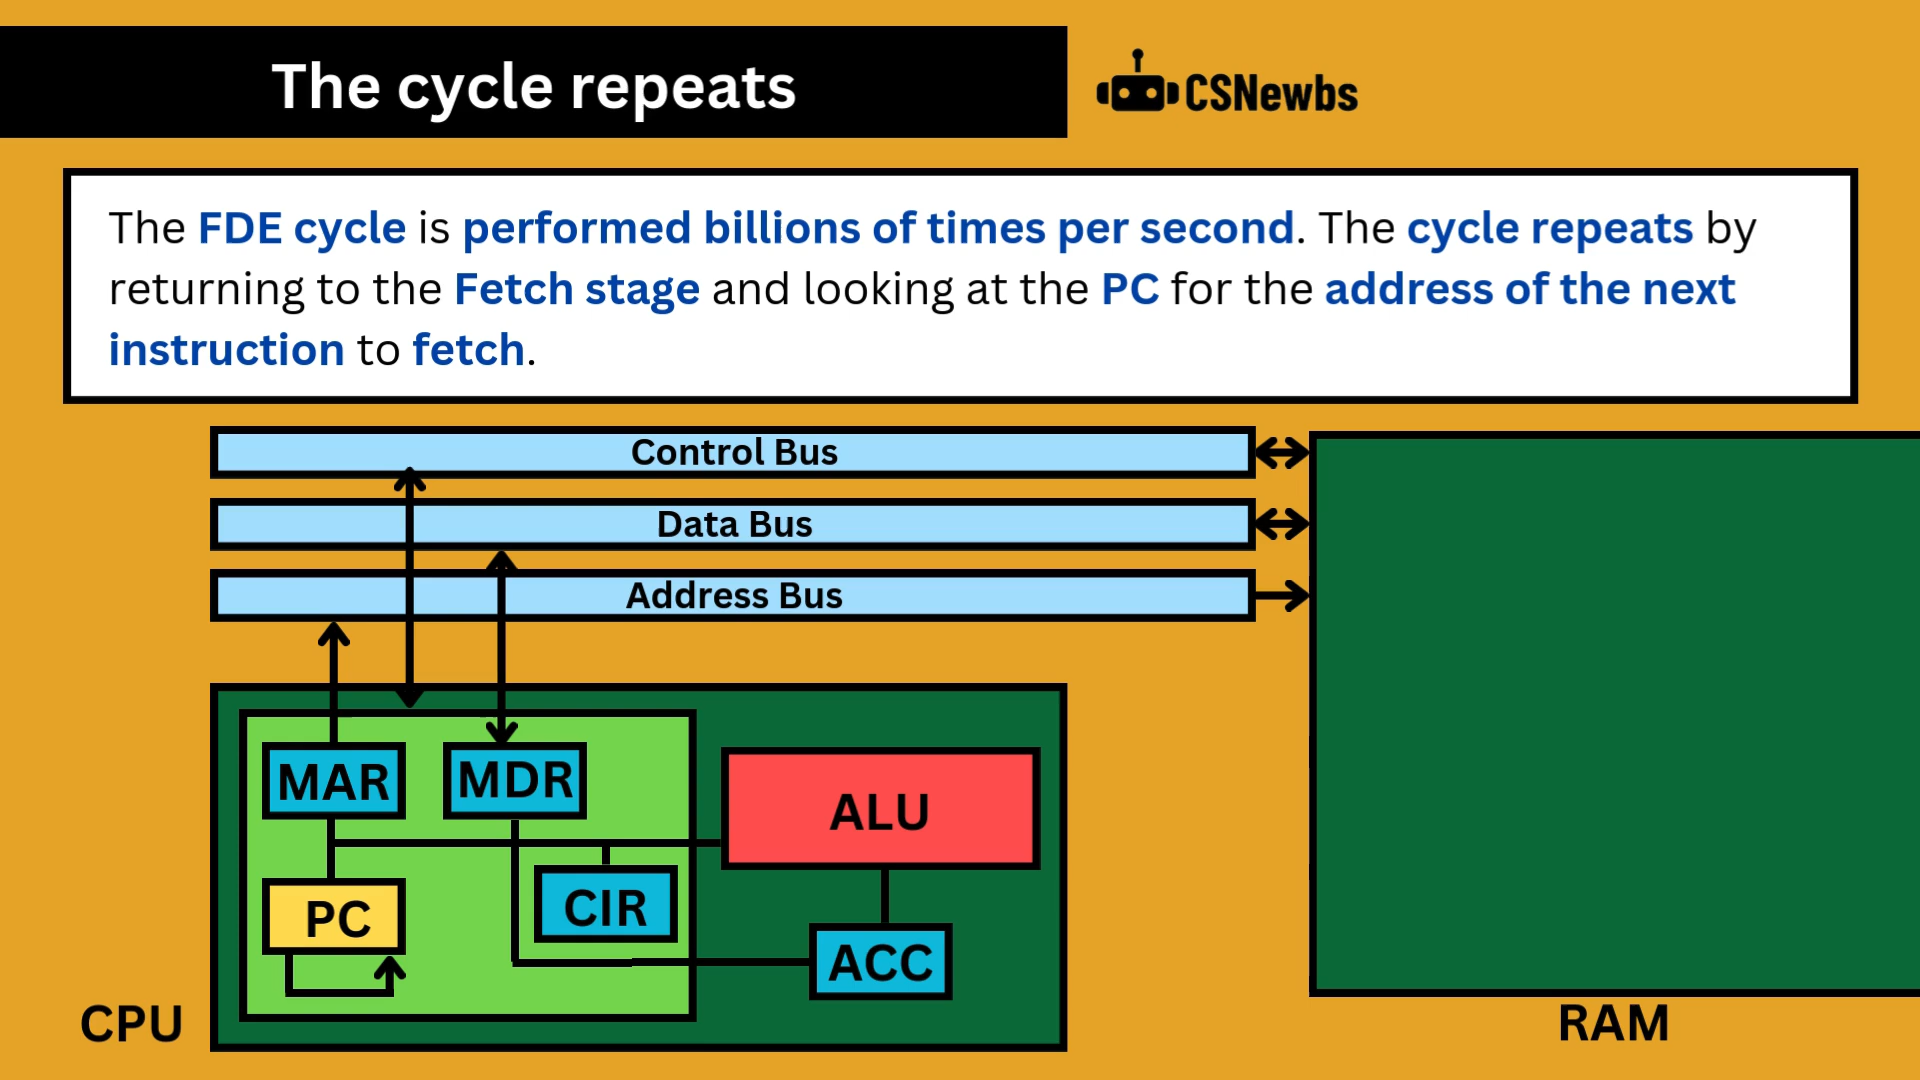 The cycle repeats
CSNewbs
The FDE cycle is performed billions of times per second. The cycle repeats by
returning to the Fetch stage and looking at the PC for the address of the next
instruction to fetch.
Control Bus
Data Bus
Address Bus
MAR
MDR
ALU
PC
CIR
ACC
CPU
RAM